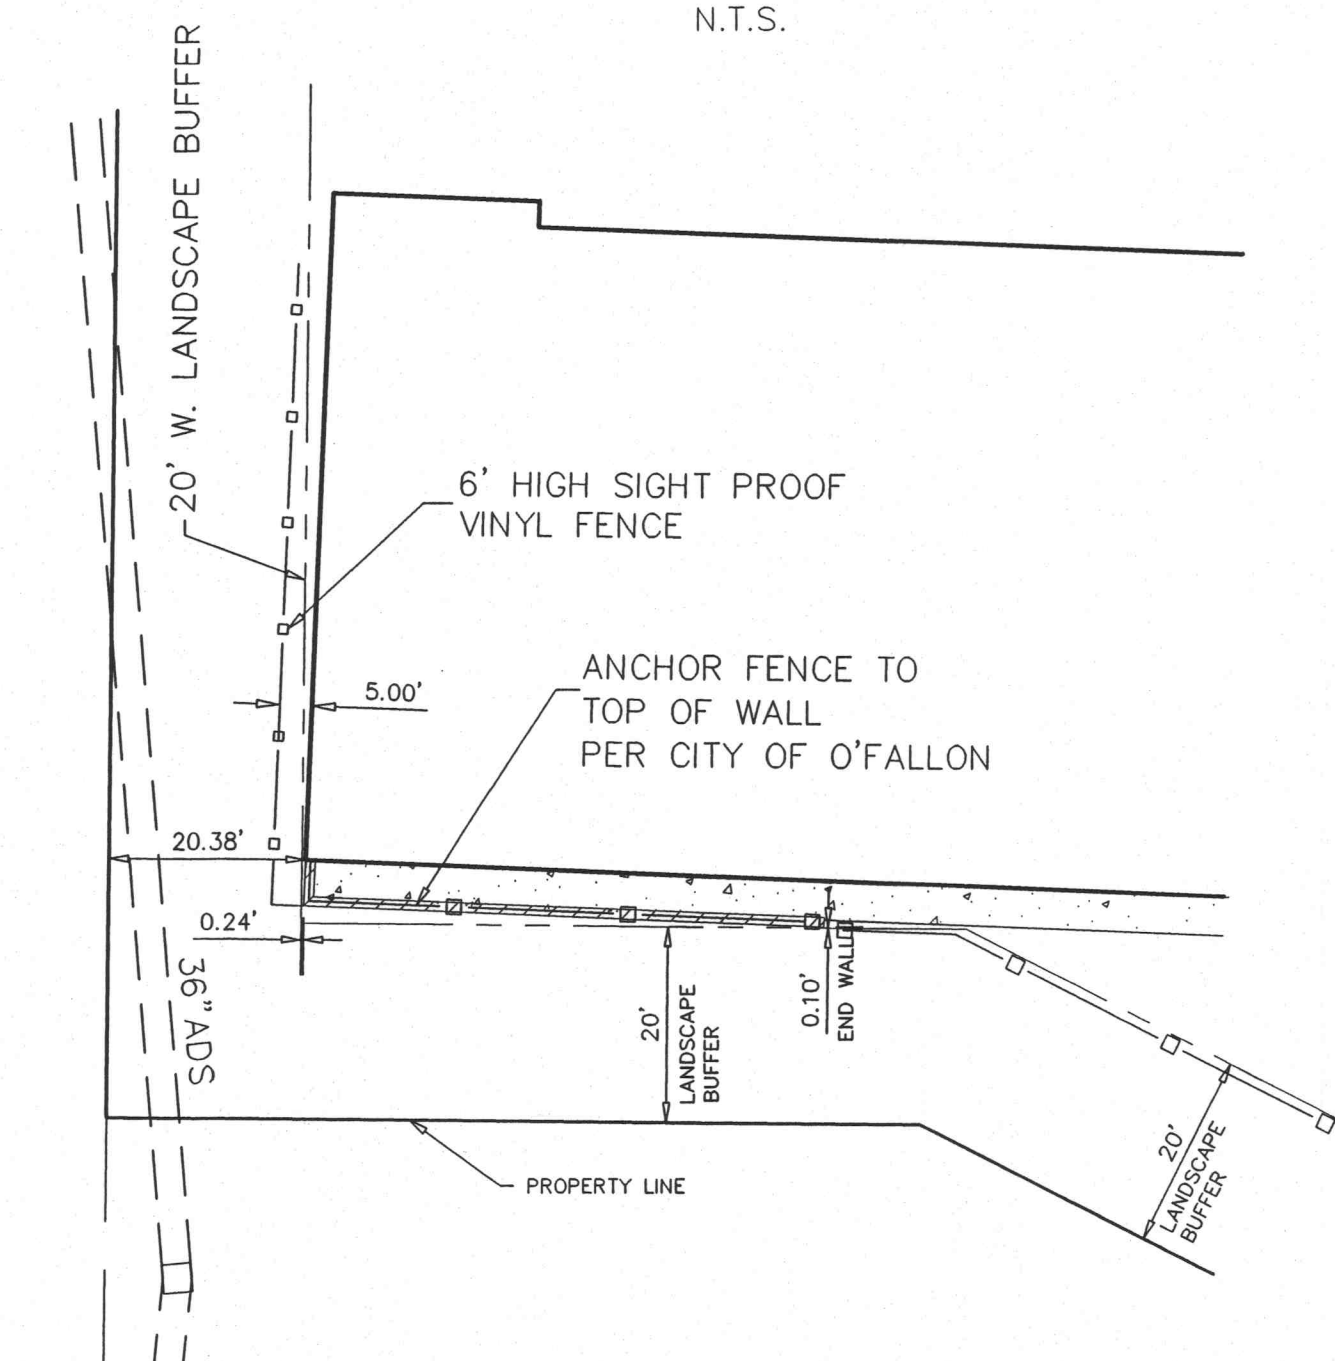 N.T.S.
20' W. LANDSCAPE BUFFER
6' HIGH SIGHT PROOF
VINYL FENCE
ANCHOR FENCE TO
TOP OF WALL
PER CITY OF O'FALLON
5.00'
20.38'
0.24'
36" ADS
20'
LANDSCAPE
BUFFER
0.10'
END WALL
20'
LANDSCAPE
BUFFER
PROPERTY LINE